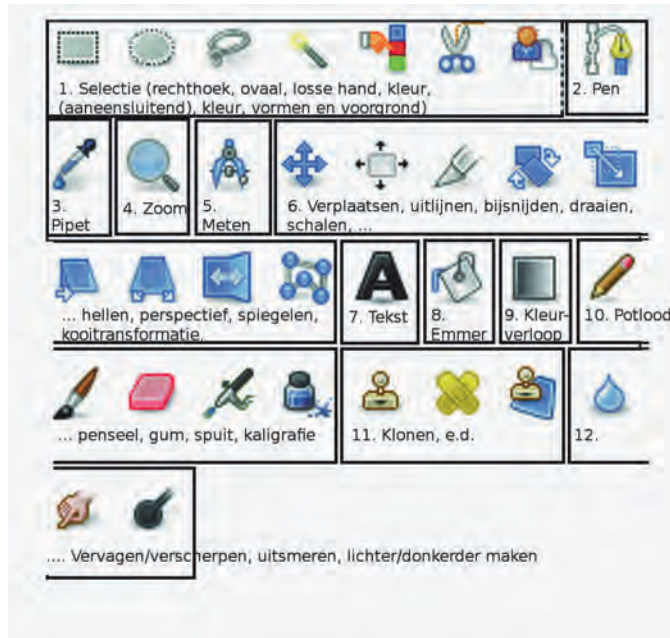 1. Selectie (rechthoek, ovaal, losse hand, kleur,
(aaneensluitend), kleur, vormen en voorgrond)
2. Pen
3.
Pipet
4. Zoom
5.
Meten
6. Verplaatsen, uitlijnen, bijsnijden, draaien,
schalen, ...
... hellen, perspectief, spiegelen,
kooitransformatie.
7. Tekst
8.
Emmer
9. Kleur-
verloop
10. Potlood
... penseel, gum, spuit, kaligrafie
11. Klonen, e.d.
12.
.... Vervagen/verscherpen, uitsmeren, lichter/donkerder maken